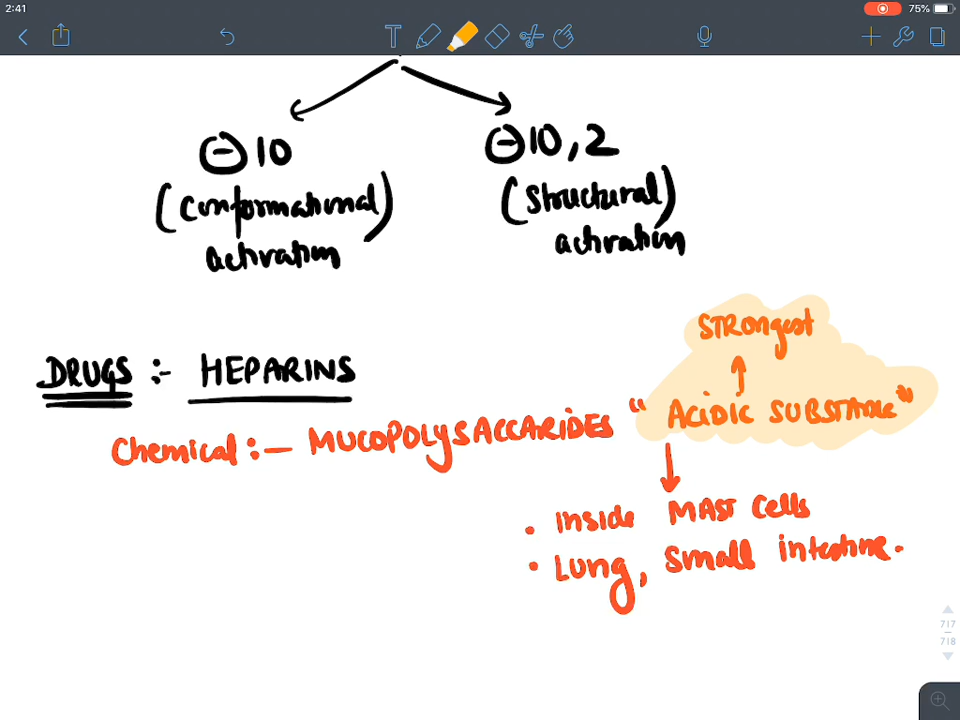 2:41
75%
T
⊖10
⊖10, 2
(conformational)
activation
(structural)
activation
STRongest
DRUGS :- HEPARINS
Chemical :- MUCOPOLYSACCARIDES " ACIDIC SUBSTANCE"
• Inside MAST Cells
• Lung, Small intestine.
717
718